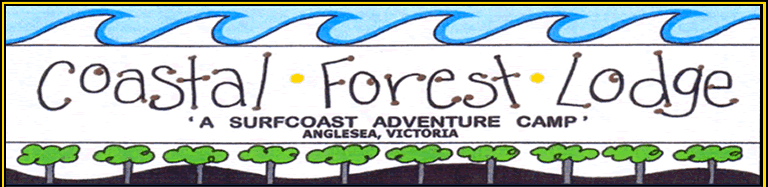 Coastal • Forest • Lodge
'A SURFCOAST ADVENTURE CAMP'
ANGLESEA, VICTORIA